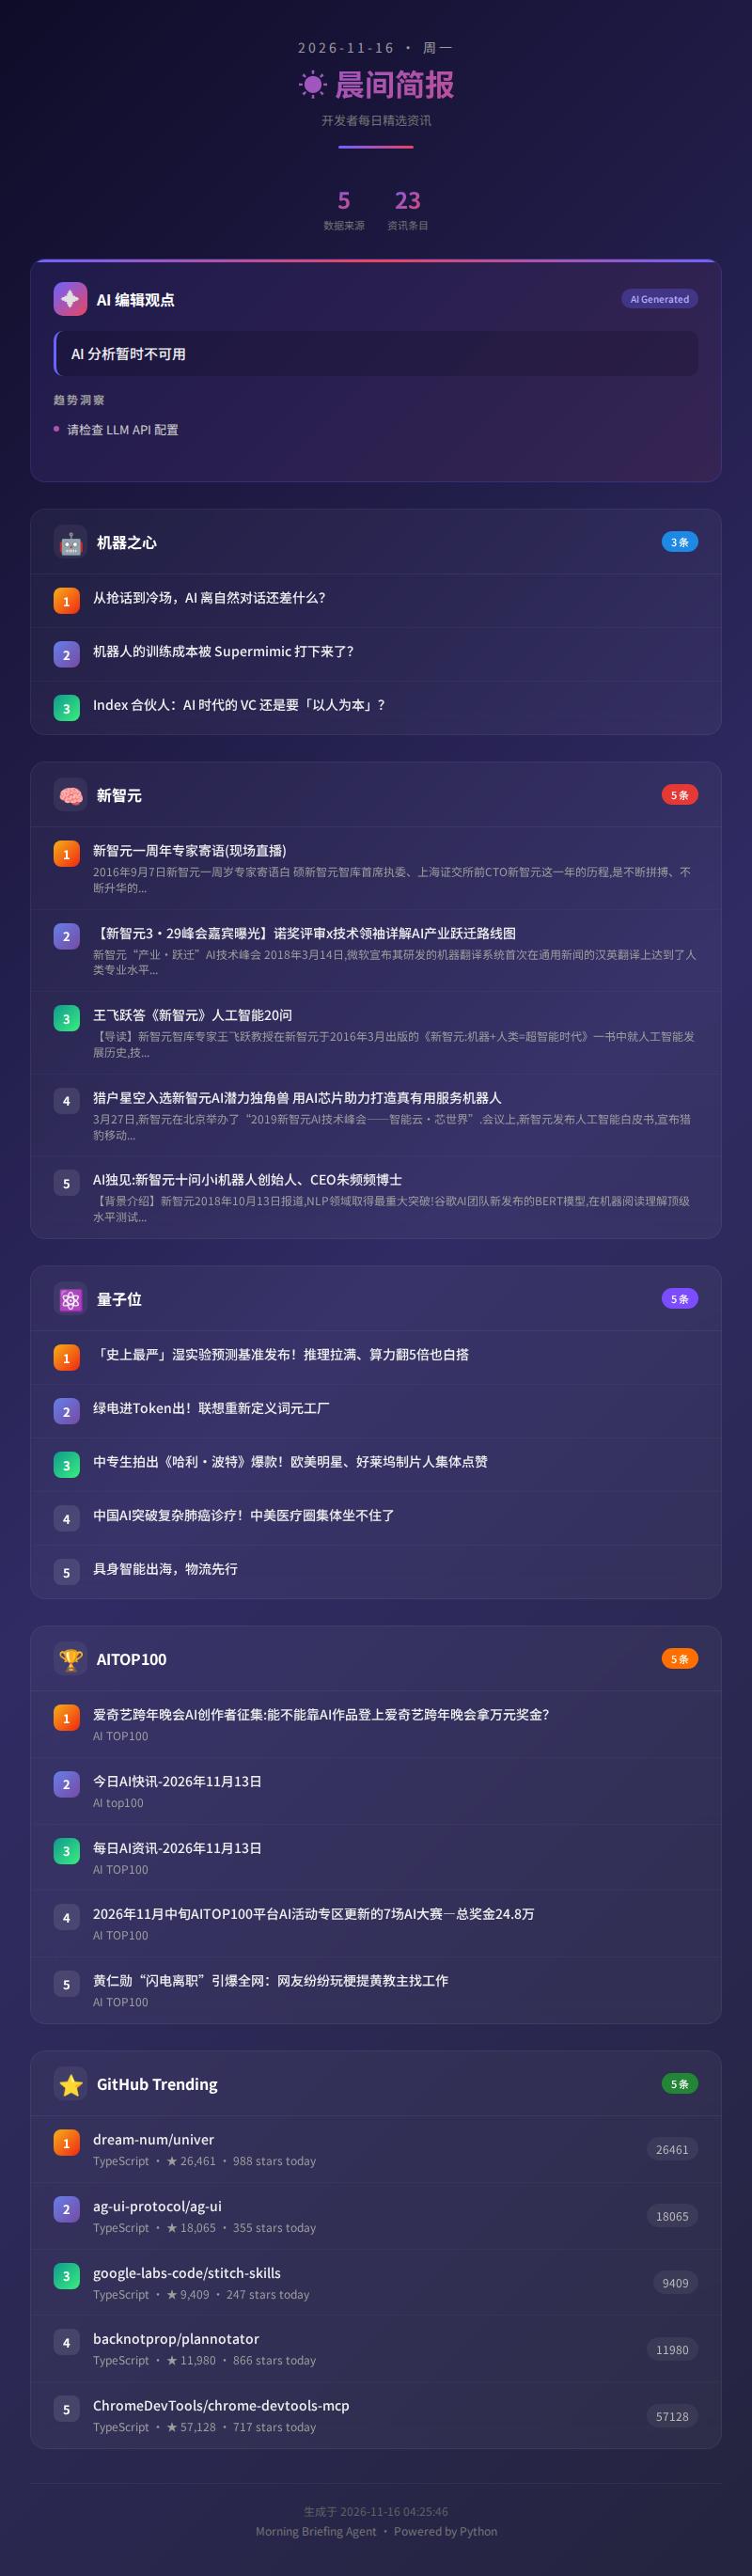 2026-11-16 • 周一
晨间简报
开发者每日精选资讯
5
数据来源
23
资讯条目
AI 编辑观点
AI Generated
AI 分析暂时不可用
趋势洞察
请检查 LLM API 配置
机器之心
3 条
1
从抢话到冷场，AI 离自然对话还差什么？
2
机器人的训练成本被 Supermimic 打下来了？
3
Index 合伙人：AI 时代的 VC 还是要「以人为本」？
新智元
5 条
1
新智元一周年专家寄语(现场直播)
2016年9月7日新智元一周岁专家寄语白 硕新智元智库首席执委、上海证交所前CTO新智元这一年的历程,是不断拼搏、不
断升华的...
2
【新智元3·29峰会嘉宾曝光】诺奖评审x技术领袖详解AI产业跃迁路线图
新智元“产业·跃迁”AI技术峰会 2018年3月14日,微软宣布其研发的机器翻译系统首次在通用新闻的汉英翻译上达到了人
类专业水平...
3
王飞跃答《新智元》人工智能20问
【导读】新智元智库专家王飞跃教授在新智元于2016年3月出版的《新智元:机器+人类=超智能时代》一书中就人工智能发
展历史,技...
4
猎户星空入选新智元AI潜力独角兽 用AI芯片助力打造真有用服务机器人
3月27日,新智元在北京举办了“2019新智元AI技术峰会——智能云·芯世界”.会议上,新智元发布人工智能白皮书,宣布猎
豹移动...
5
AI独见:新智元十问小i机器人创始人、CEO朱频频博士
【背景介绍】新智元2018年10月13日报道,NLP领域取得最重大突破!谷歌AI团队新发布的BERT模型,在机器阅读理解顶级
水平测试...
量子位
5 条
1
「史上最严」湿实验预测基准发布！推理拉满、算力翻5倍也白搭
2
绿电进Token出！联想重新定义词元工厂
3
中专生拍出《哈利·波特》爆款！欧美明星、好莱坞制片人集体点赞
4
中国AI突破复杂肺癌诊疗！中美医疗圈集体坐不住了
5
具身智能出海，物流先行
AITOP100
5 条
1
爱奇艺跨年晚会AI创作者征集:能不能靠AI作品登上爱奇艺跨年晚会拿万元奖金?
AI TOP100
2
今日AI快讯-2026年11月13日
AI top100
3
每日AI资讯-2026年11月13日
AI TOP100
4
2026年11月中旬AITOP100平台AI活动专区更新的7场AI大赛—总奖金24.8万
AI TOP100
5
黄仁勋“闪电离职”引爆全网：网友纷纷玩梗提黄教主找工作
AI TOP100
GitHub Trending
5 条
1
dream-num/univer
TypeScript • ★ 26,461 • 988 stars today
26461
2
ag-ui-protocol/ag-ui
TypeScript • ★ 18,065 • 355 stars today
18065
3
google-labs-code/stitch-skills
TypeScript • ★ 9,409 • 247 stars today
9409
4
backnotprop/plannotator
TypeScript • ★ 11,980 • 866 stars today
11980
5
ChromeDevTools/chrome-devtools-mcp
TypeScript • ★ 57,128 • 717 stars today
57128
生成于 2026-11-16 04:25:46
Morning Briefing Agent • Powered by Python